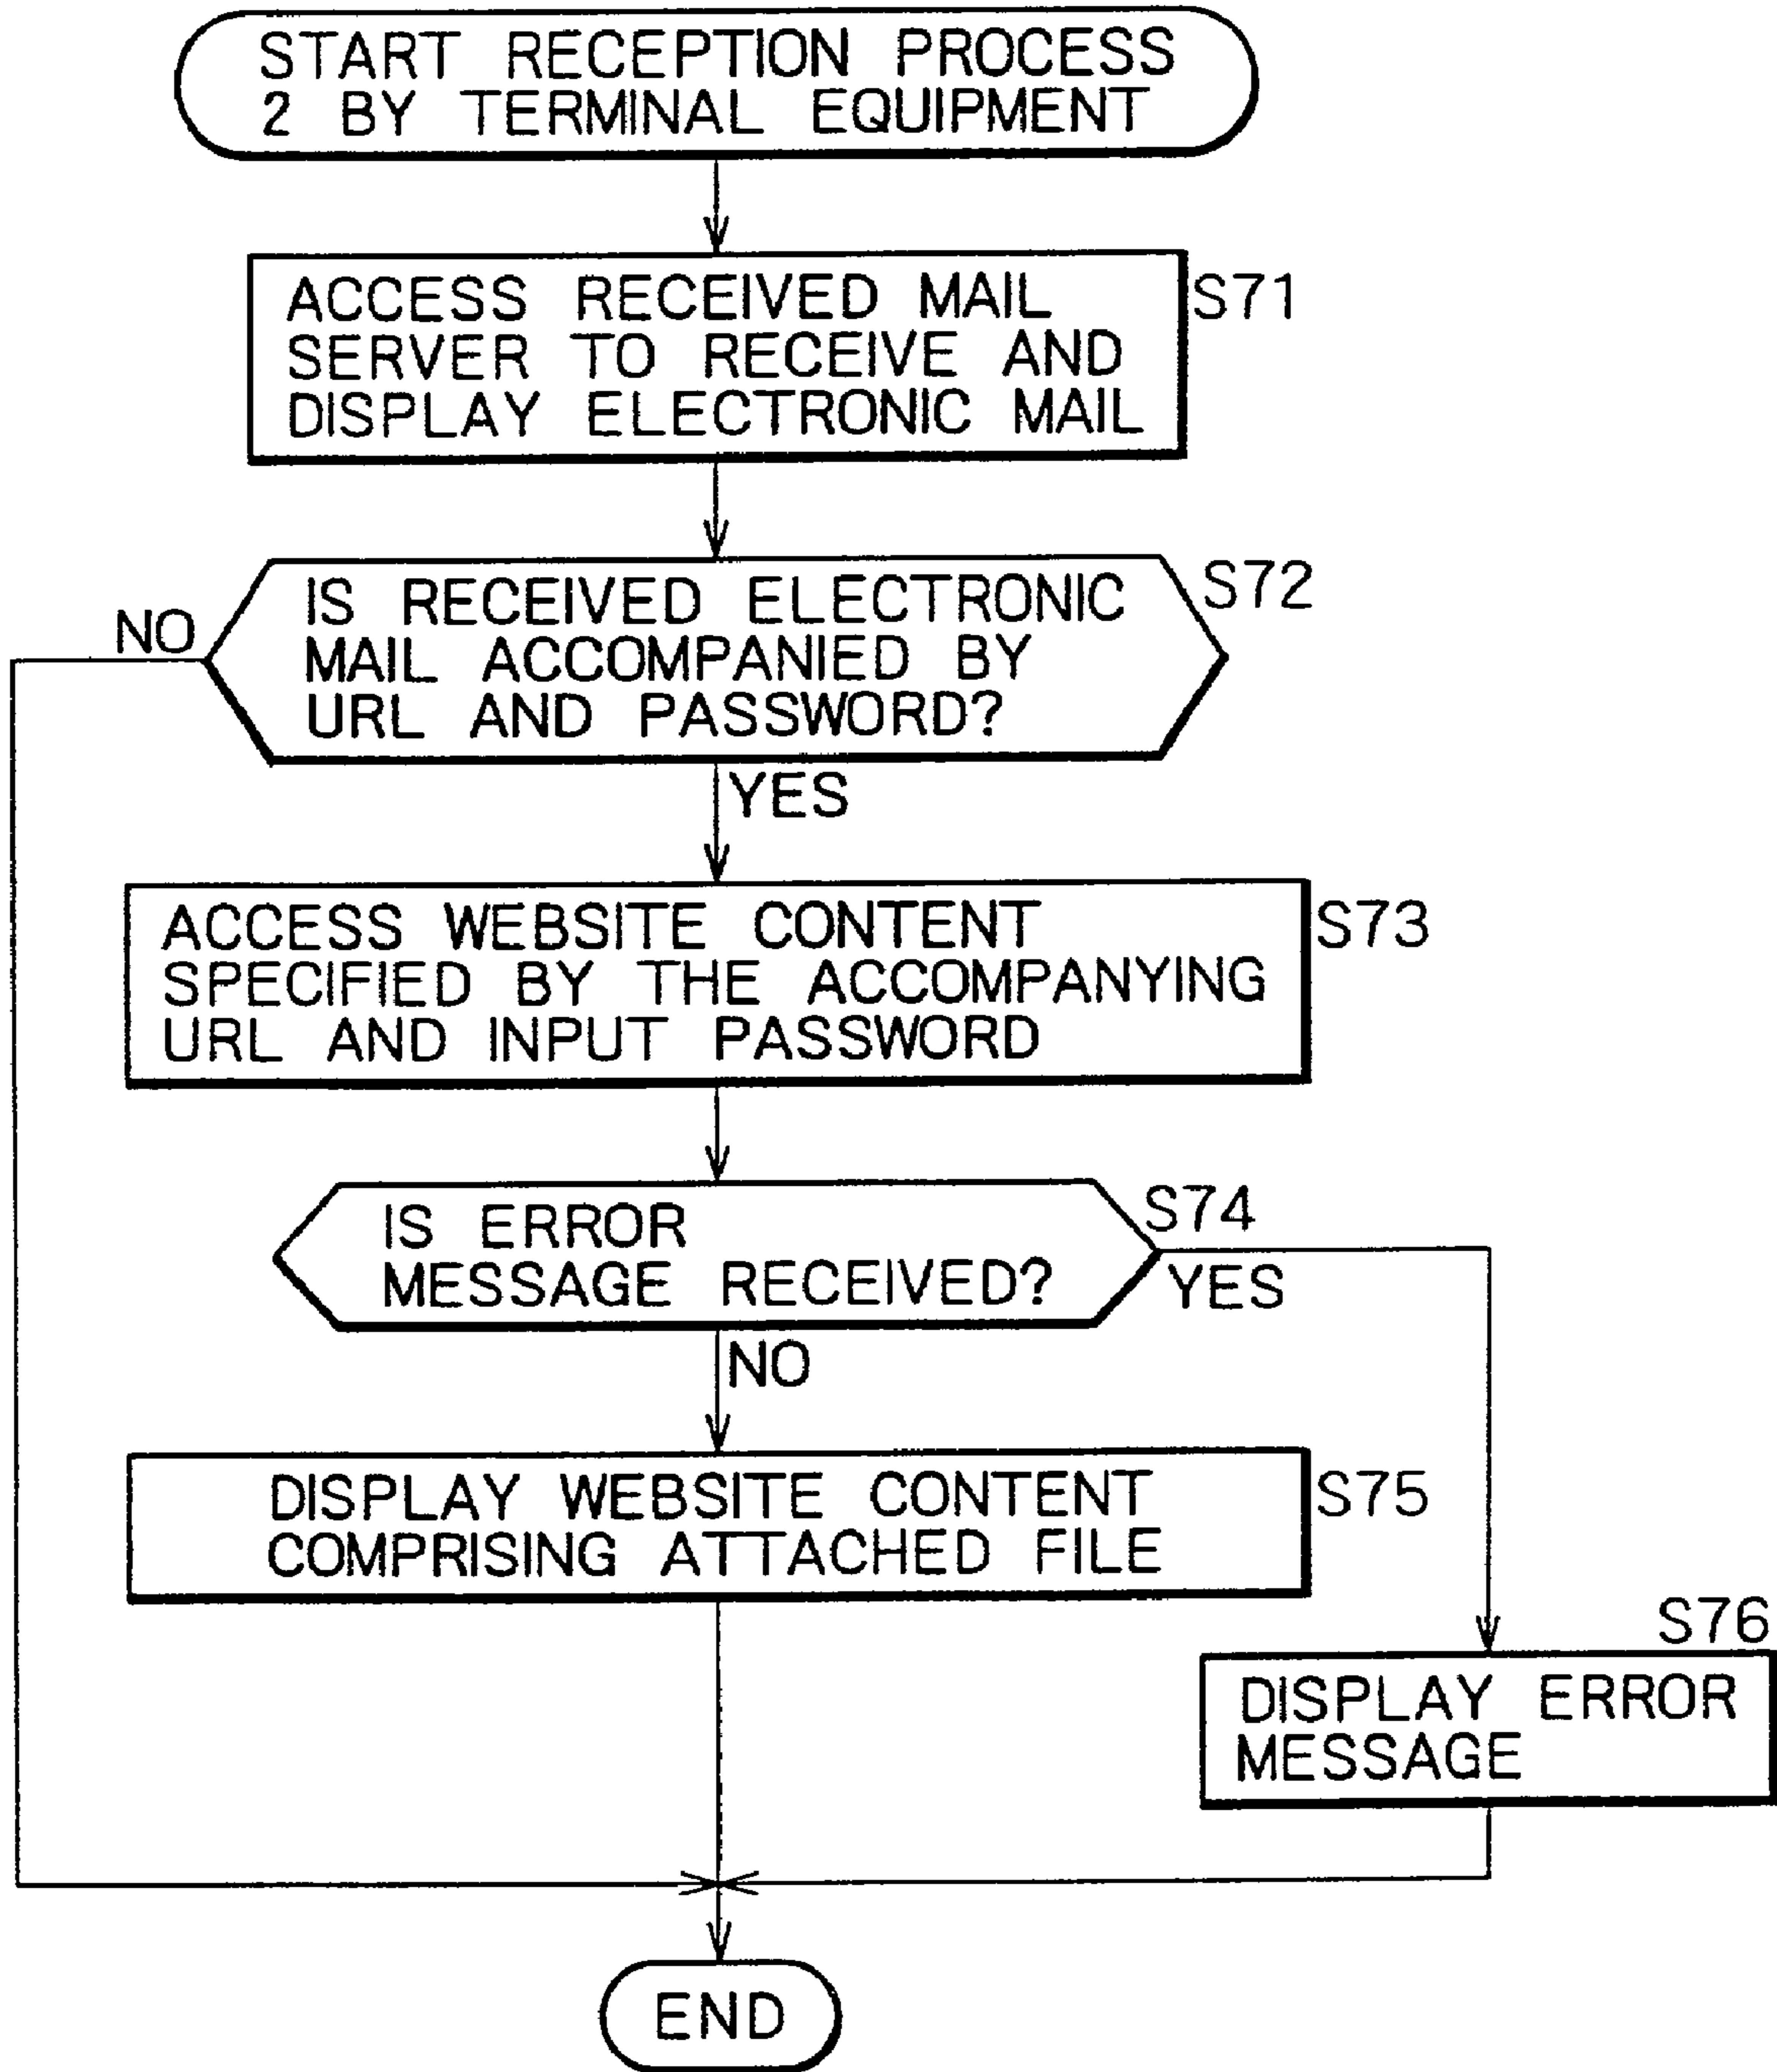 START RECEPTION PROCESS
2 BY TERMINAL EQUIPMENT
ACCESS RECEIVED MAIL
SERVER TO RECEIVE AND
DISPLAY ELECTRONIC MAIL
S71
IS RECEIVED ELECTRONIC
MAIL ACCOMPANIED BY
URL AND PASSWORD?
S72
NO
YES
ACCESS WEBSITE CONTENT
SPECIFIED BY THE ACCOMPANYING
URL AND INPUT PASSWORD
S73
IS ERROR
MESSAGE RECEIVED?
S74
YES
NO
DISPLAY WEBSITE CONTENT
COMPRISING ATTACHED FILE
S75
S76
DISPLAY ERROR
MESSAGE
END